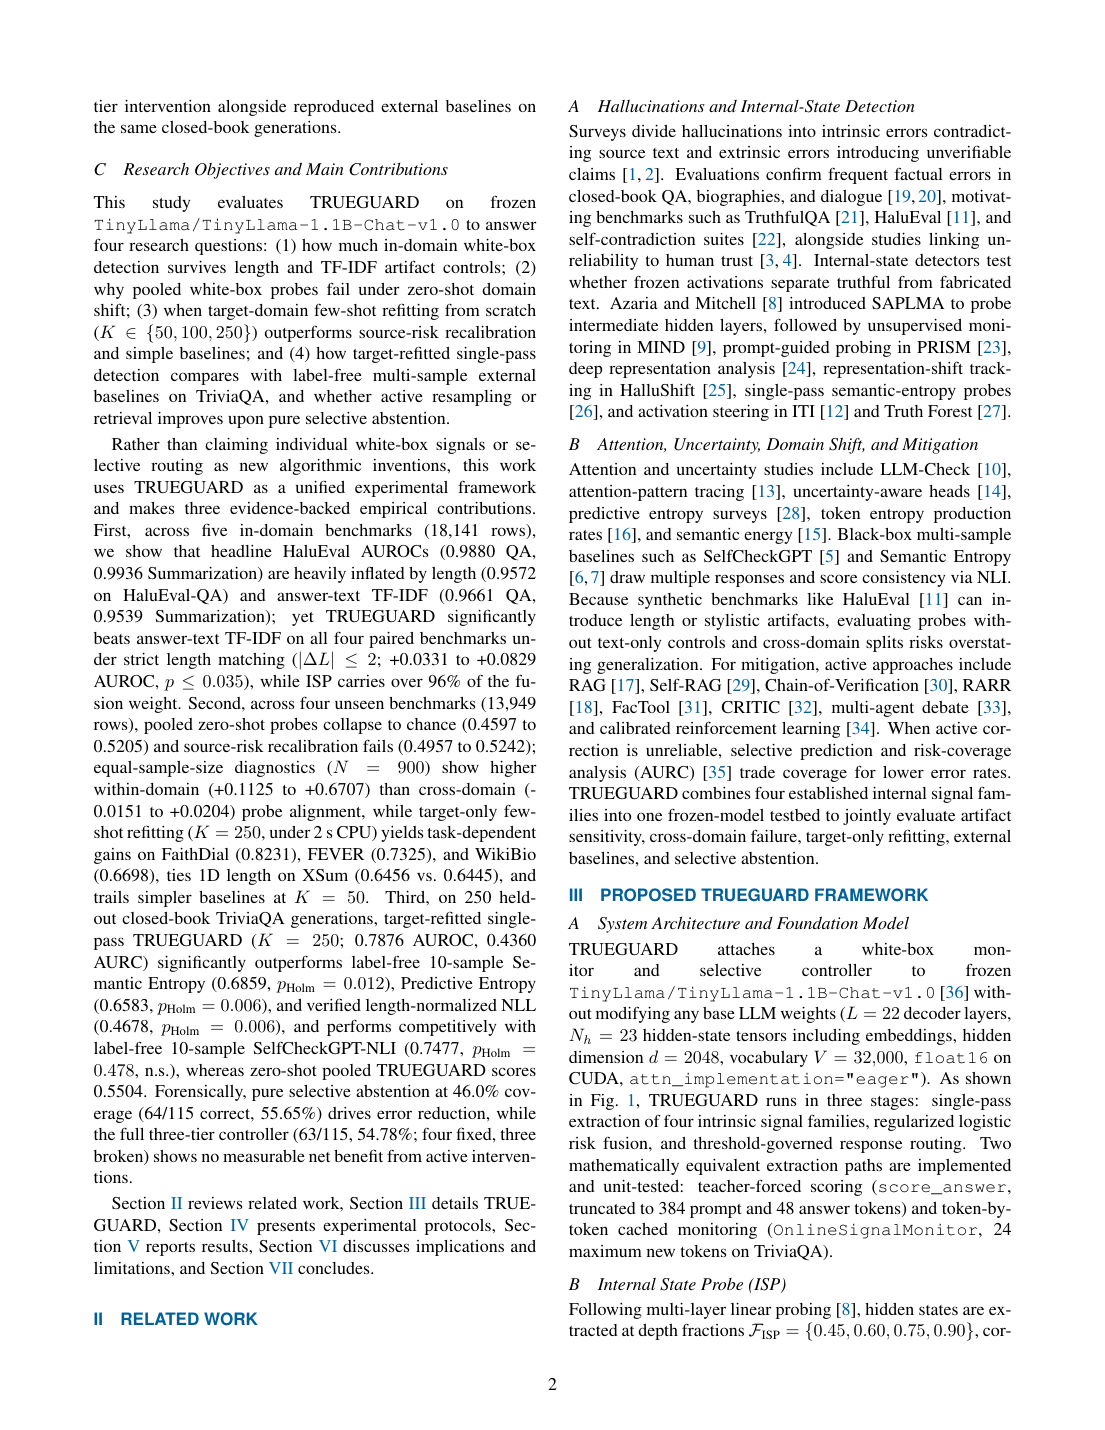 tier intervention alongside reproduced external baselines on
the same closed-book generations.
C Research Objectives and Main Contributions
This study evaluates TRUEGUARD on frozen
TinyLlama/TinyLlama-1.1B-Chat-v1.0 to answer
four research questions: (1) how much in-domain white-box
detection survives length and TF-IDF artifact controls; (2)
why pooled white-box probes fail under zero-shot domain
shift; (3) when target-domain few-shot refitting from scratch
(K ∈ {50, 100, 250}) outperforms source-risk recalibration
and simple baselines; and (4) how target-refitted single-pass
detection compares with label-free multi-sample external
baselines on TriviaQA, and whether active resampling or
retrieval improves upon pure selective abstention.
Rather than claiming individual white-box signals or se-
lective routing as new algorithmic inventions, this work
uses TRUEGUARD as a unified experimental framework
and makes three evidence-backed empirical contributions.
First, across five in-domain benchmarks (18,141 rows),
we show that headline HaluEval AUROCs (0.9880 QA,
0.9936 Summarization) are heavily inflated by length (0.9572
on HaluEval-QA) and answer-text TF-IDF (0.9661 QA,
0.9539 Summarization); yet TRUEGUARD significantly
beats answer-text TF-IDF on all four paired benchmarks un-
der strict length matching (|ΔL| ≤ 2; +0.0331 to +0.0829
AUROC, p ≤ 0.035), while ISP carries over 96% of the fu-
sion weight. Second, across four unseen benchmarks (13,949
rows), pooled zero-shot probes collapse to chance (0.4597 to
0.5205) and source-risk recalibration fails (0.4957 to 0.5242);
equal-sample-size diagnostics (N = 900) show higher
within-domain (+0.1125 to +0.6707) than cross-domain (-
0.0151 to +0.0204) probe alignment, while target-only few-
shot refitting (K = 250, under 2 s CPU) yields task-dependent
gains on FaithDial (0.8231), FEVER (0.7325), and WikiBio
(0.6698), ties 1D length on XSum (0.6456 vs. 0.6445), and
trails simpler baselines at K = 50. Third, on 250 held-
out closed-book TriviaQA generations, target-refitted single-
pass TRUEGUARD (K = 250; 0.7876 AUROC, 0.4360
AURC) significantly outperforms label-free 10-sample Se-
mantic Entropy (0.6859, pHolm = 0.012), Predictive Entropy
(0.6583, pHolm = 0.006), and verified length-normalized NLL
(0.4678, pHolm = 0.006), and performs competitively with
label-free 10-sample SelfCheckGPT-NLI (0.7477, pHolm =
0.478, n.s.), whereas zero-shot pooled TRUEGUARD scores
0.5504. Forensically, pure selective abstention at 46.0% cov-
erage (64/115 correct, 55.65%) drives error reduction, while
the full three-tier controller (63/115, 54.78%; four fixed, three
broken) shows no measurable net benefit from active interven-
tions.
Section II reviews related work, Section III details TRUE-
GUARD, Section IV presents experimental protocols, Sec-
tion V reports results, Section VI discusses implications and
limitations, and Section VII concludes.
II RELATED WORK
A Hallucinations and Internal-State Detection
Surveys divide hallucinations into intrinsic errors contradict-
ing source text and extrinsic errors introducing unverifiable
claims [1, 2]. Evaluations confirm frequent factual errors in
closed-book QA, biographies, and dialogue [19, 20], motivat-
ing benchmarks such as TruthfulQA [21], HaluEval [11], and
self-contradiction suites [22], alongside studies linking un-
reliability to human trust [3, 4]. Internal-state detectors test
whether frozen activations separate truthful from fabricated
text. Azaria and Mitchell [8] introduced SAPLMA to probe
intermediate hidden layers, followed by unsupervised moni-
toring in MIND [9], prompt-guided probing in PRISM [23],
deep representation analysis [24], representation-shift track-
ing in HalluShift [25], single-pass semantic-entropy probes
[26], and activation steering in ITI [12] and Truth Forest [27].
B Attention, Uncertainty, Domain Shift, and Mitigation
Attention and uncertainty studies include LLM-Check [10],
attention-pattern tracing [13], uncertainty-aware heads [14],
predictive entropy surveys [28], token entropy production
rates [16], and semantic energy [15]. Black-box multi-sample
baselines such as SelfCheckGPT [5] and Semantic Entropy
[6, 7] draw multiple responses and score consistency via NLI.
Because synthetic benchmarks like HaluEval [11] can in-
troduce length or stylistic artifacts, evaluating probes with-
out text-only controls and cross-domain splits risks overstat-
ing generalization. For mitigation, active approaches include
RAG [17], Self-RAG [29], Chain-of-Verification [30], RARR
[18], FacTool [31], CRITIC [32], multi-agent debate [33],
and calibrated reinforcement learning [34]. When active cor-
rection is unreliable, selective prediction and risk-coverage
analysis (AURC) [35] trade coverage for lower error rates.
TRUEGUARD combines four established internal signal fam-
ilies into one frozen-model testbed to jointly evaluate artifact
sensitivity, cross-domain failure, target-only refitting, external
baselines, and selective abstention.
III PROPOSED TRUEGUARD FRAMEWORK
A System Architecture and Foundation Model
TRUEGUARD attaches a white-box mon-
itor and selective controller to frozen
TinyLlama/TinyLlama-1.1B-Chat-v1.0 [36] with-
out modifying any base LLM weights (L = 22 decoder layers,
Nh = 23 hidden-state tensors including embeddings, hidden
dimension d = 2048, vocabulary V = 32,000, float16 on
CUDA, attn_implementation="eager"). As shown
in Fig. 1, TRUEGUARD runs in three stages: single-pass
extraction of four intrinsic signal families, regularized logistic
risk fusion, and threshold-governed response routing. Two
mathematically equivalent extraction paths are implemented
and unit-tested: teacher-forced scoring (score_answer,
truncated to 384 prompt and 48 answer tokens) and token-by-
token cached monitoring (OnlineSignalMonitor, 24
maximum new tokens on TriviaQA).
B Internal State Probe (ISP)
Following multi-layer linear probing [8], hidden states are ex-
tracted at depth fractions FISP = {0.45, 0.60, 0.75, 0.90}, cor-
2